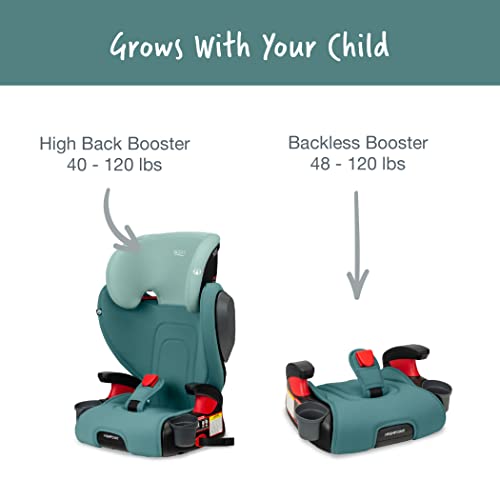 Grows With Your Child
High Back Booster
40 - 120 lbs
Backless Booster
48 - 120 lbs